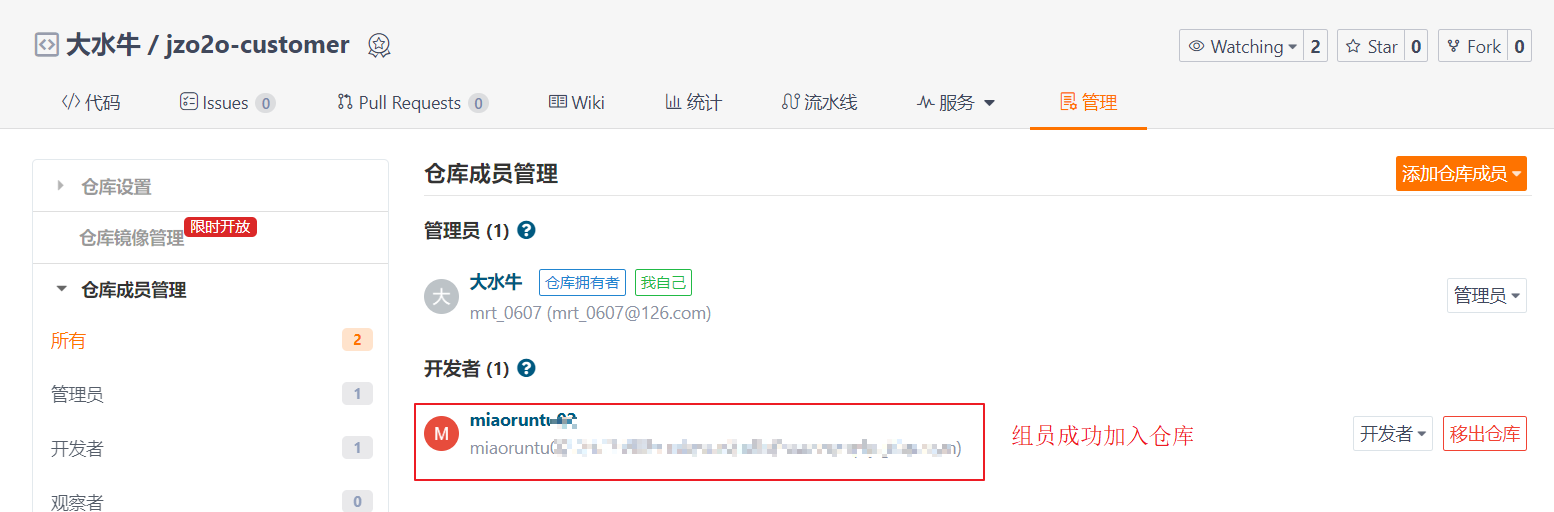 大水牛 / jzo2o-customer
Watching 2 Star 0 Fork 0
代码 Issues 0 Pull Requests 0 Wiki 统计 流水线 服务 管理
仓库设置
仓库镜像管理 限时开放
仓库成员管理
所有 2
管理员 1
开发者 1
观察者 0
仓库成员管理 添加仓库成员
管理员 (1) ?
大 大水牛 仓库拥有者 我自己
mrt_0607 (mrt_0607@126.com)
管理员
开发者 (1) ?
M
组员成功加入仓库
开发者 移出仓库